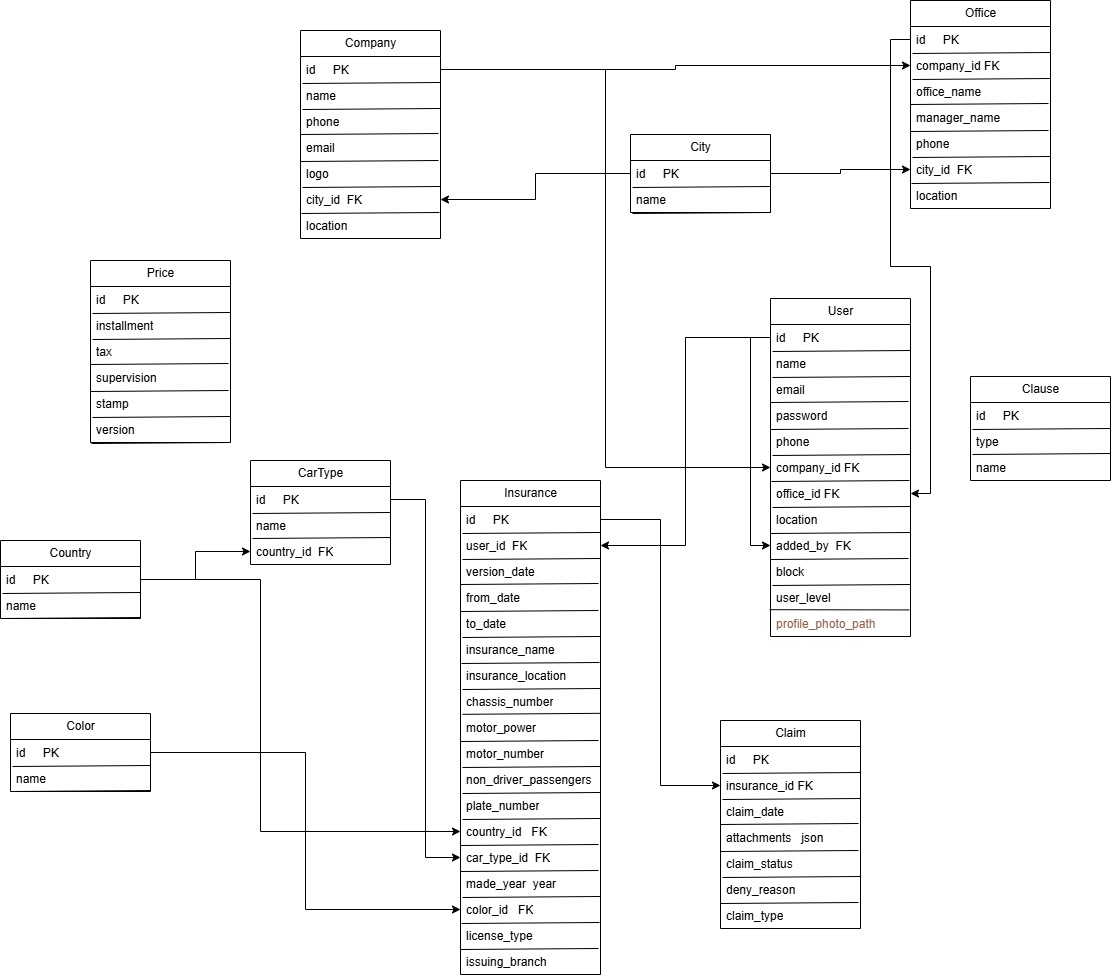 Company
id PK
name
phone
email
logo
city_id FK
location
Office
id PK
company_id FK
office_name
manager_name
phone
city_id FK
location
City
id PK
name
Price
id PK
installment
tax
supervision
stamp
version
User
id PK
name
email
password
phone
company_id FK
office_id FK
location
added_by FK
block
user_level
profile_photo_path
Clause
id PK
type
name
CarType
id PK
name
country_id FK
Country
id PK
name
Insurance
id PK
user_id FK
version_date
from_date
to_date
insurance_name
insurance_location
chassis_number
motor_power
motor_number
non_driver_passengers
plate_number
country_id FK
car_type_id FK
made_year year
color_id FK
license_type
issuing_branch
Color
id PK
name
Claim
id PK
insurance_id FK
claim_date
attachments json
claim_status
deny_reason
claim_type